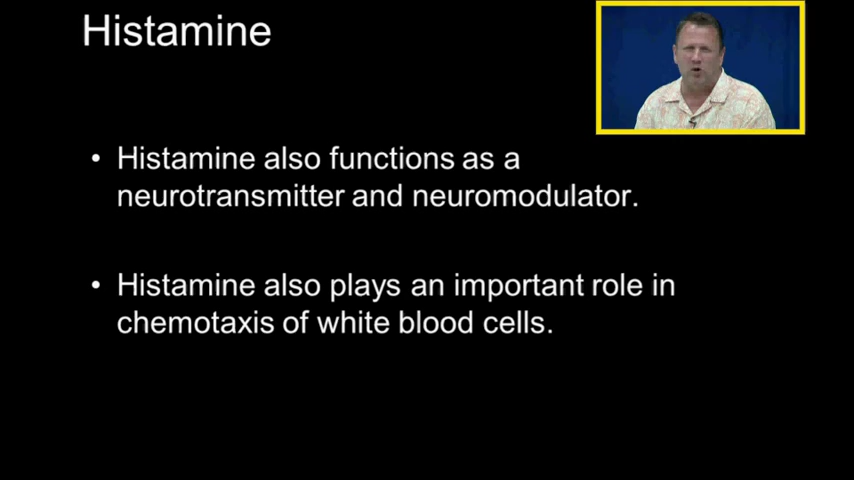 Histamine
• Histamine also functions as a
neurotransmitter and neuromodulator.
• Histamine also plays an important role in
chemotaxis of white blood cells.